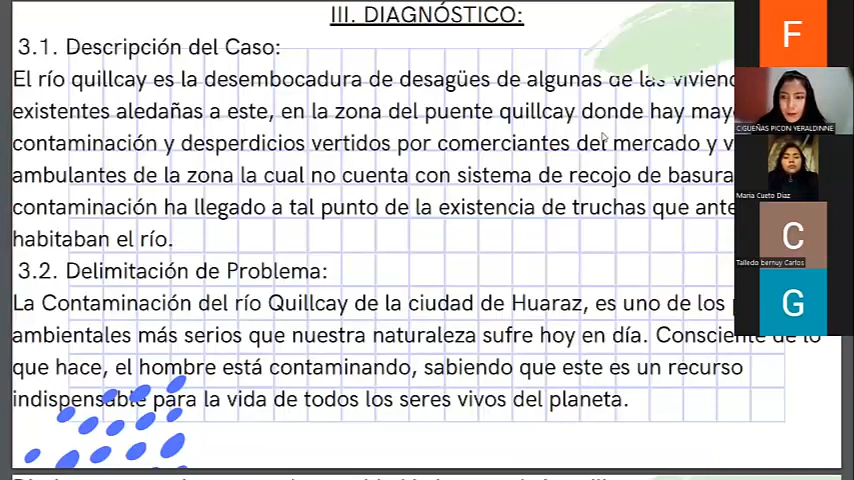 III. DIAGNÓSTICO:
3.1. Descripción del Caso:
El río quillcay es la desembocadura de desagües de algunas de las
existentes aledañas a este, en la zona del puente quillcay donde hay
contaminación y desperdicios vertidos por comerciantes del mercado y
ambulantes de la zona la cual no cuenta con sistema de recojo de basura
contaminación ha llegado a tal punto de la existencia de truchas que
habitaban el río.
3.2. Delimitación de Problema:
La Contaminación del río Quillcay de la ciudad de Huaraz, es uno de los
ambientales más serios que nuestra naturaleza sufre hoy en día. Consciente de lo
que hace, el hombre está contaminando, sabiendo que este es un recurso
indispensable para la vida de todos los seres vivos del planeta.
F
CIGUEÑAS PICON YERALDINNE
Maria Cueto Diaz
C
Talledo bernuy Carlos
G